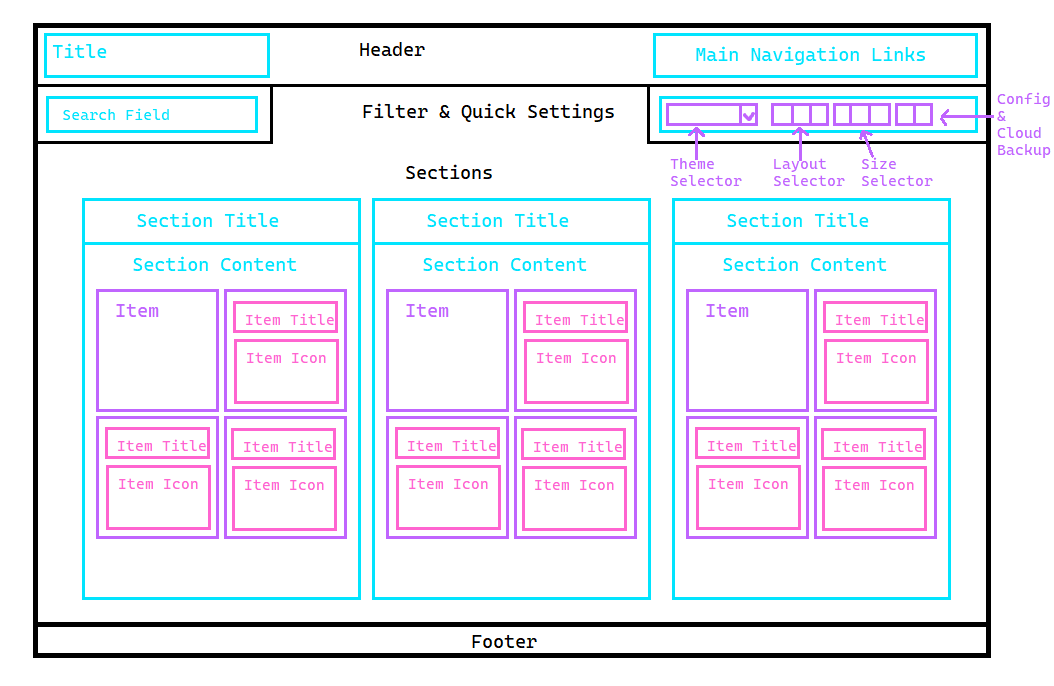 Title
Header
Main Navigation Links
Search Field
Filter & Quick Settings
Config
&
Cloud
Backup
Theme
Selector
Layout
Selector
Size
Selector
Sections
Section Title
Section Content
Item
Item Title
Item Icon
Item Title
Item Icon
Item Title
Item Icon
Section Title
Section Content
Item
Item Title
Item Icon
Item Title
Item Icon
Item Title
Item Icon
Section Title
Section Content
Item
Item Title
Item Icon
Item Title
Item Icon
Item Title
Item Icon
Footer